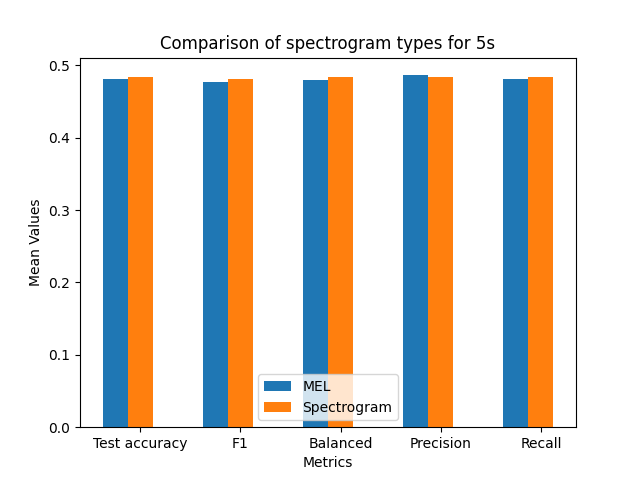 Comparison of spectrogram types for 5s
0.5
0.4
0.3
0.2
0.1
0.0
Mean Values
MEL
Spectrogram
Test accuracy
F1
Balanced
Precision
Recall
Metrics